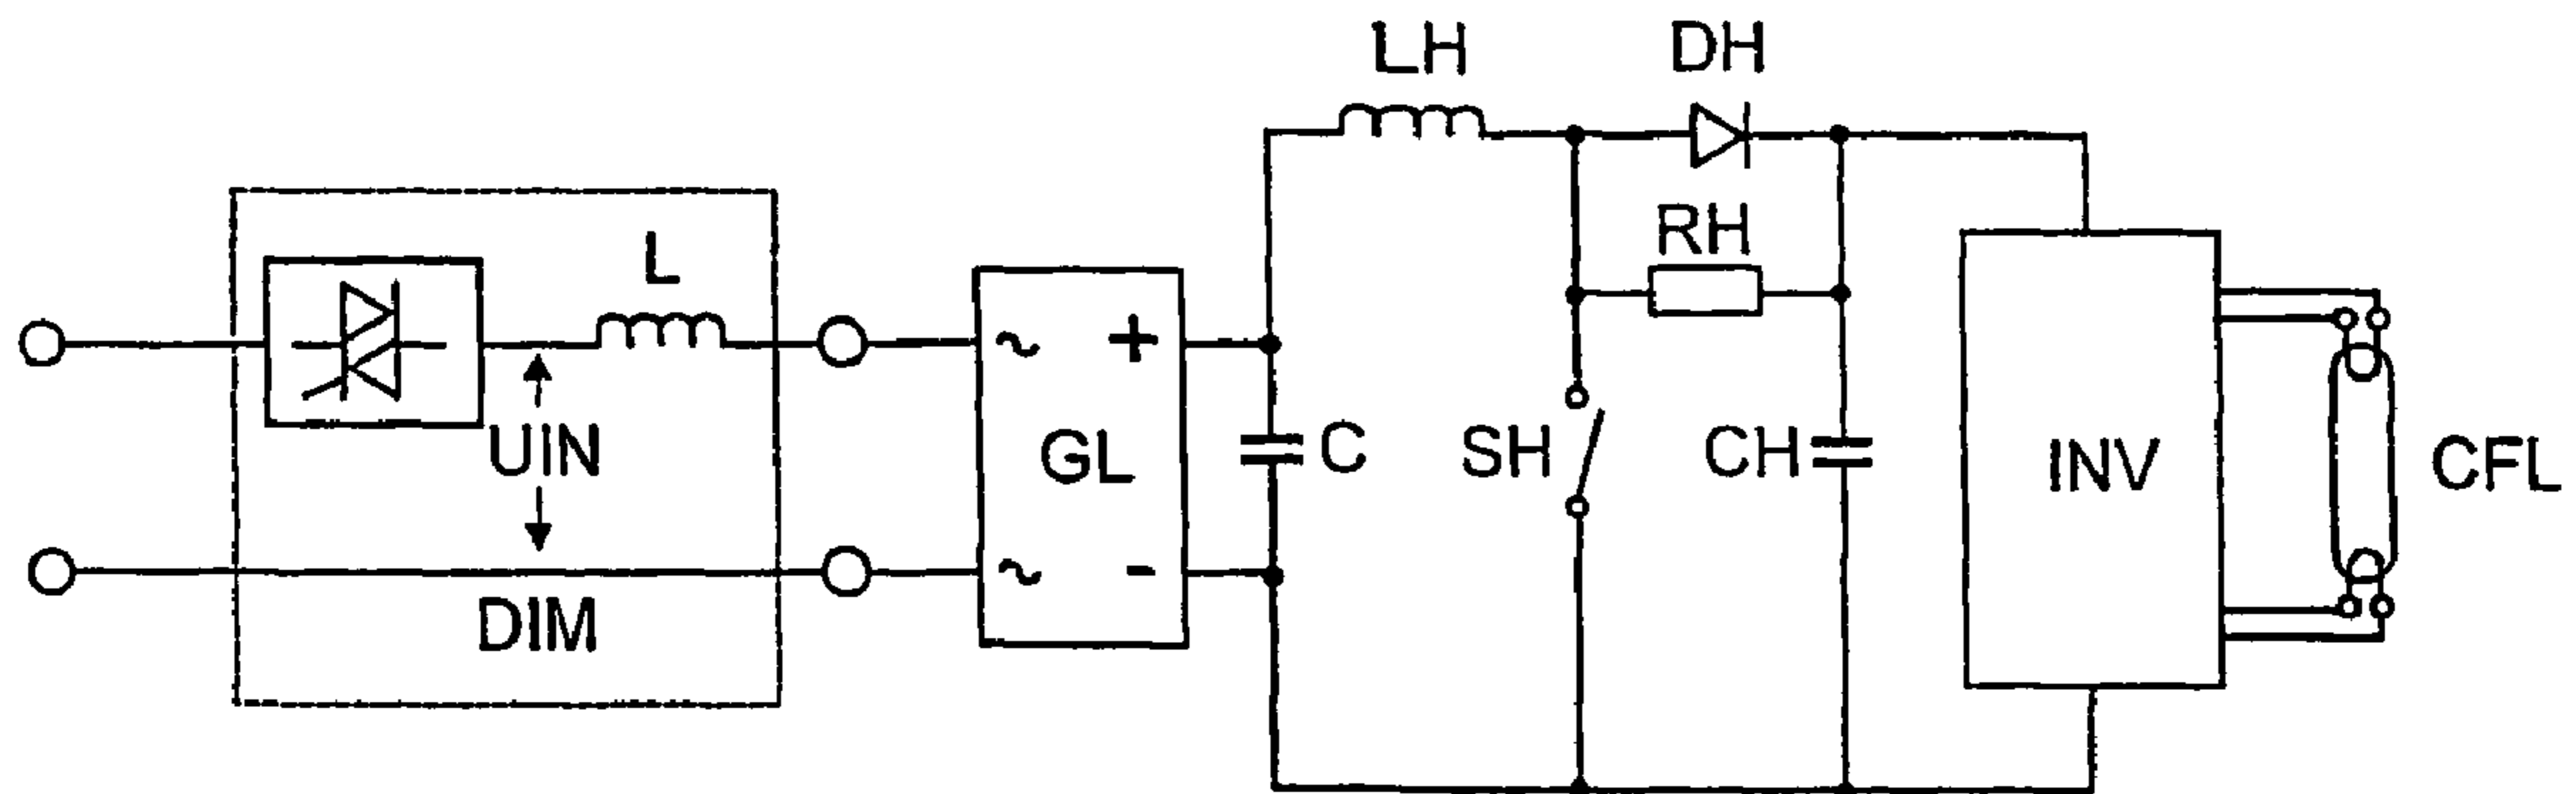 LH
DH
RH
L
UIN
DIM
~ +
GL
~ -
C
SH
CH
INV
CFL